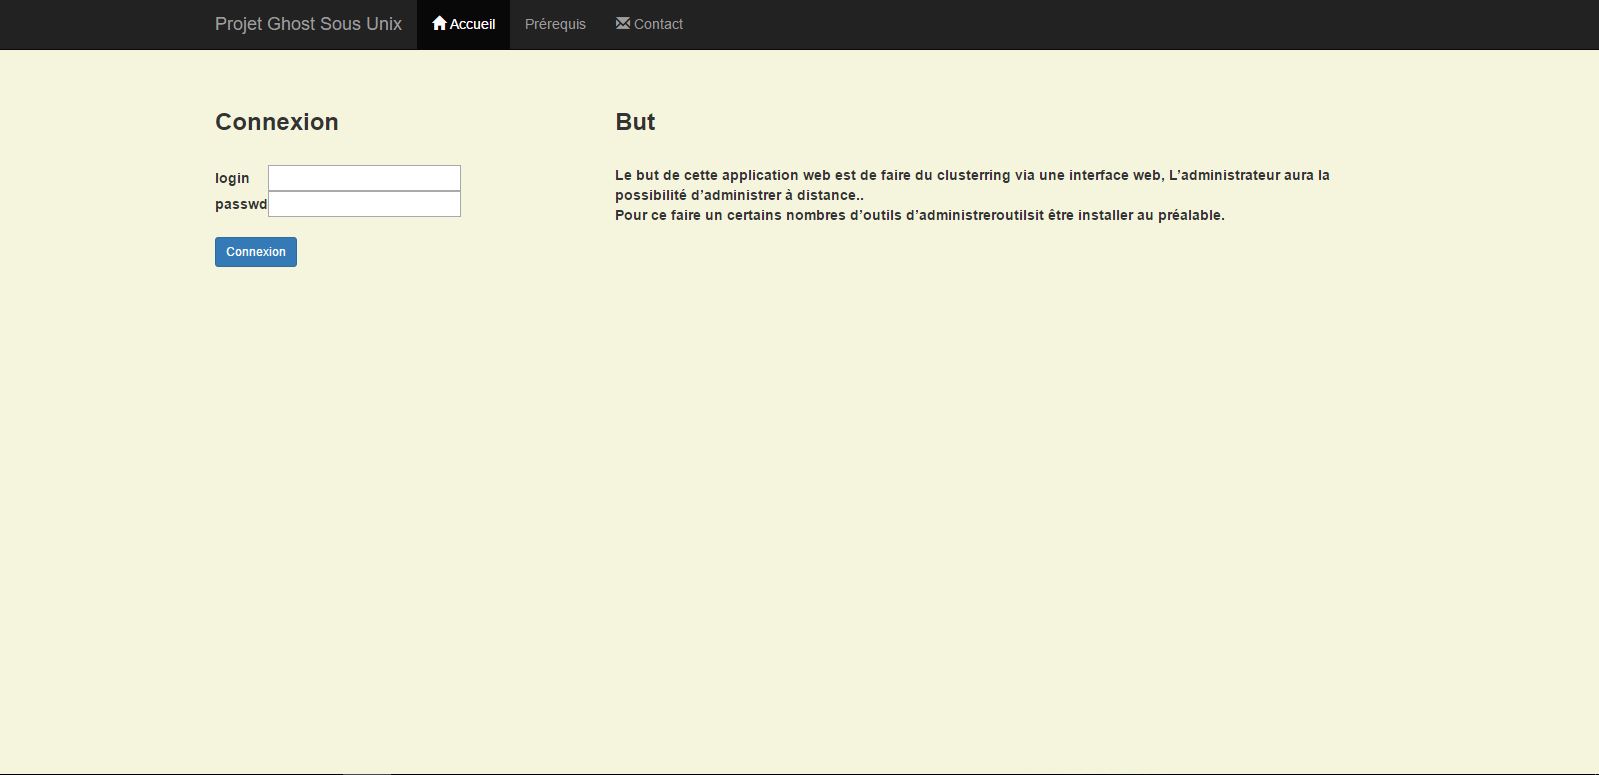 Projet Ghost Sous Unix Accueil Prérequis Contact
Connexion
login
passwd
Connexion
But
Le but de cette application web est de faire du clusterring via une interface web, L’administrateur aura la
possibilité d’administrer à distance..
Pour ce faire un certains nombres d’outils d’administreroutilsit être installer au préalable.